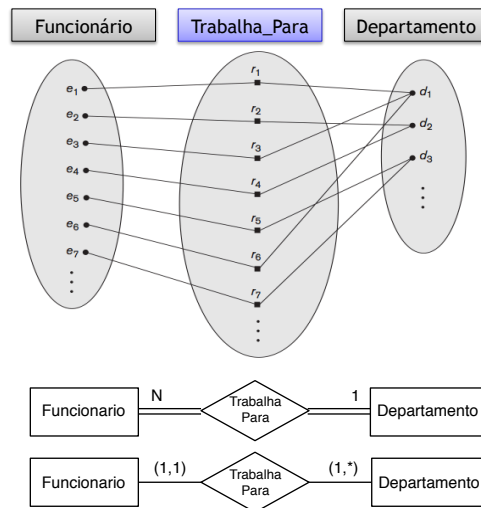 Funcionário Trabalha_Para Departamento
r1
e1 d1
r2
e2 d2
e3 r3
d3
e4 r4
e5 r5
e6 r6
e7 r7
N 1
Funcionario Trabalha Departamento
Para
(1,1) (1,*)
Funcionario Trabalha Departamento
Para